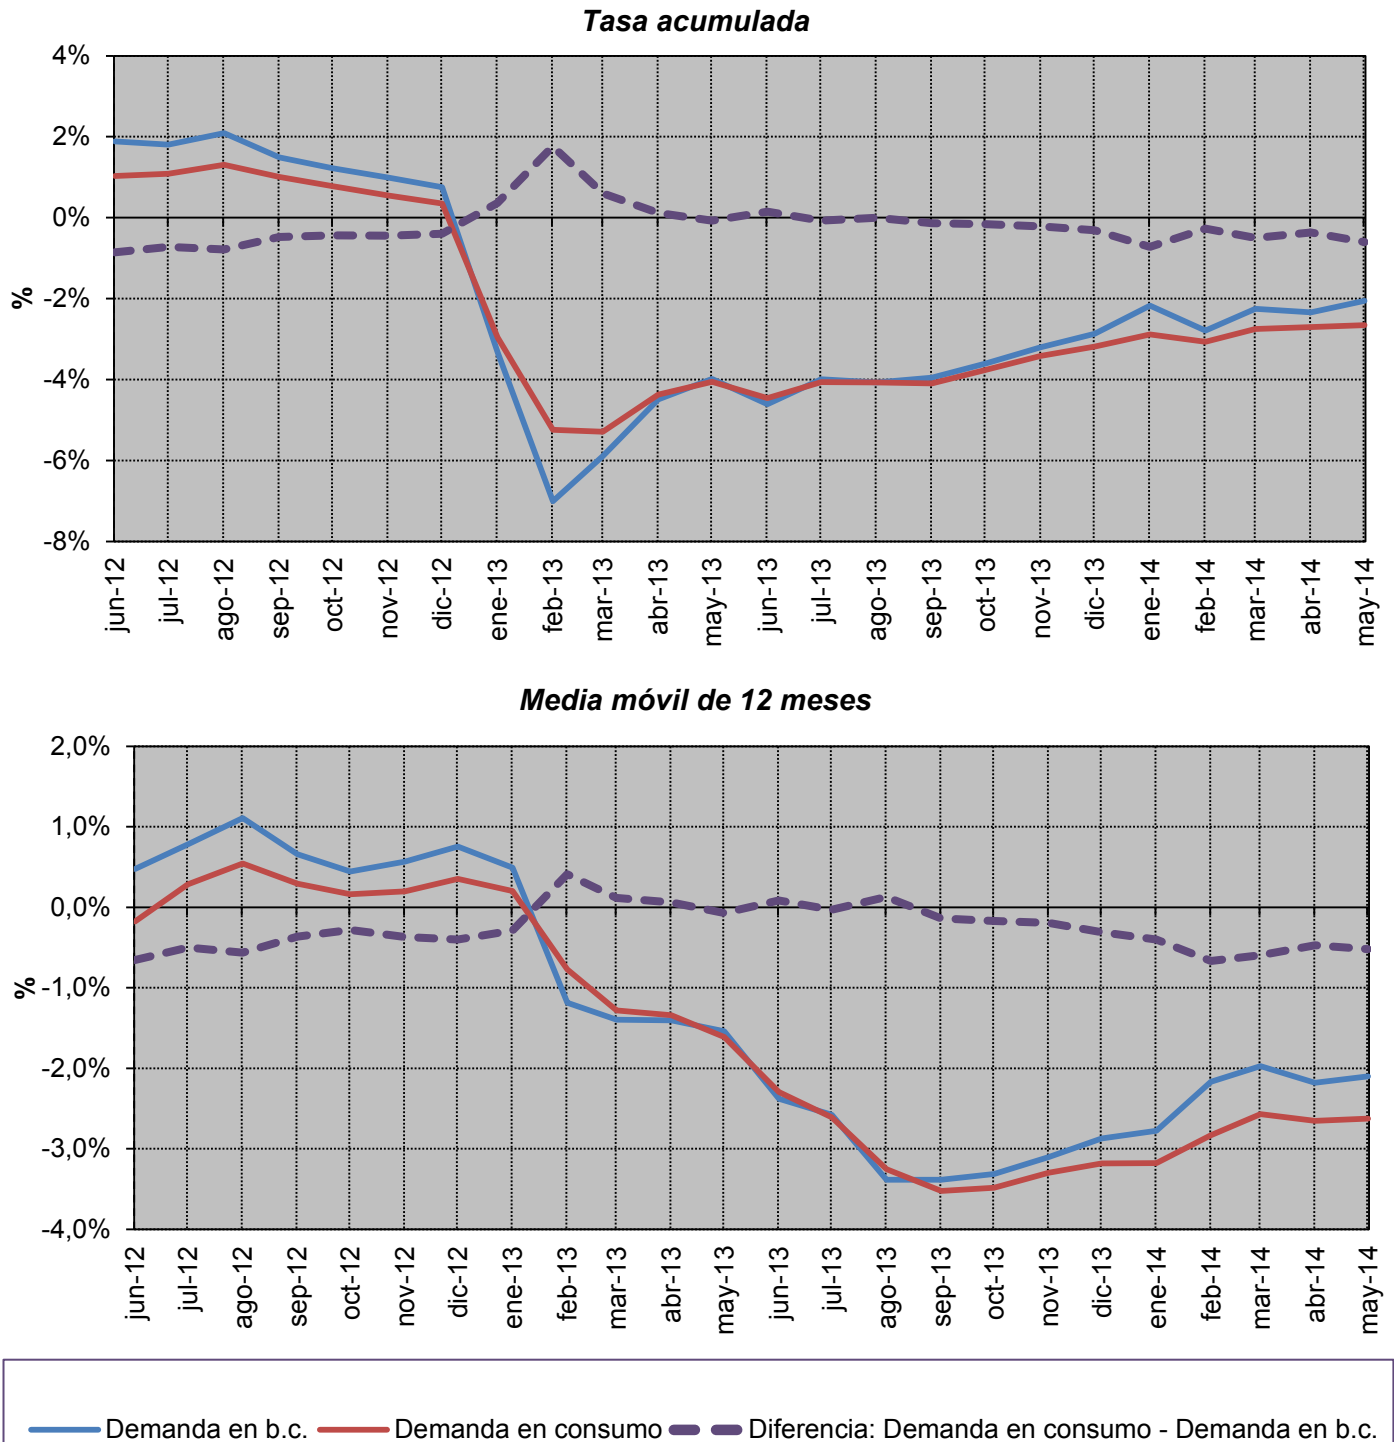 Tasa acumulada
4%
2%
0%
-2%
-4%
-6%
-8%
%
jun-12
jul-12
ago-12
sep-12
oct-12
nov-12
dic-12
ene-13
feb-13
mar-13
abr-13
may-13
jun-13
jul-13
ago-13
sep-13
oct-13
nov-13
dic-13
ene-14
feb-14
mar-14
abr-14
may-14
Media móvil de 12 meses
2,0%
1,0%
0,0%
-1,0%
-2,0%
-3,0%
-4,0%
%
jun-12
jul-12
ago-12
sep-12
oct-12
nov-12
dic-12
ene-13
feb-13
mar-13
abr-13
may-13
jun-13
jul-13
ago-13
sep-13
oct-13
nov-13
dic-13
ene-14
feb-14
mar-14
abr-14
may-14
Demanda en b.c.
Demanda en consumo
Diferencia: Demanda en consumo - Demanda en b.c.